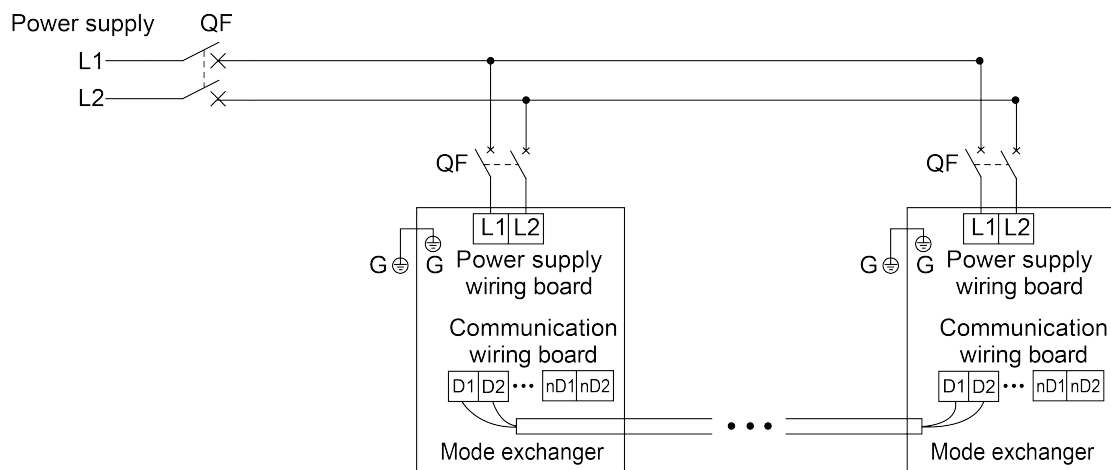 Power supply QF
L1
L2
QF QF
L1 L2 L1 L2
G G G G
Power supply Power supply
wiring board wiring board
Communication Communication
wiring board wiring board
D1 D2 ••• nD1 nD2 D1 D2 ••• nD1 nD2
•••
Mode exchanger Mode exchanger